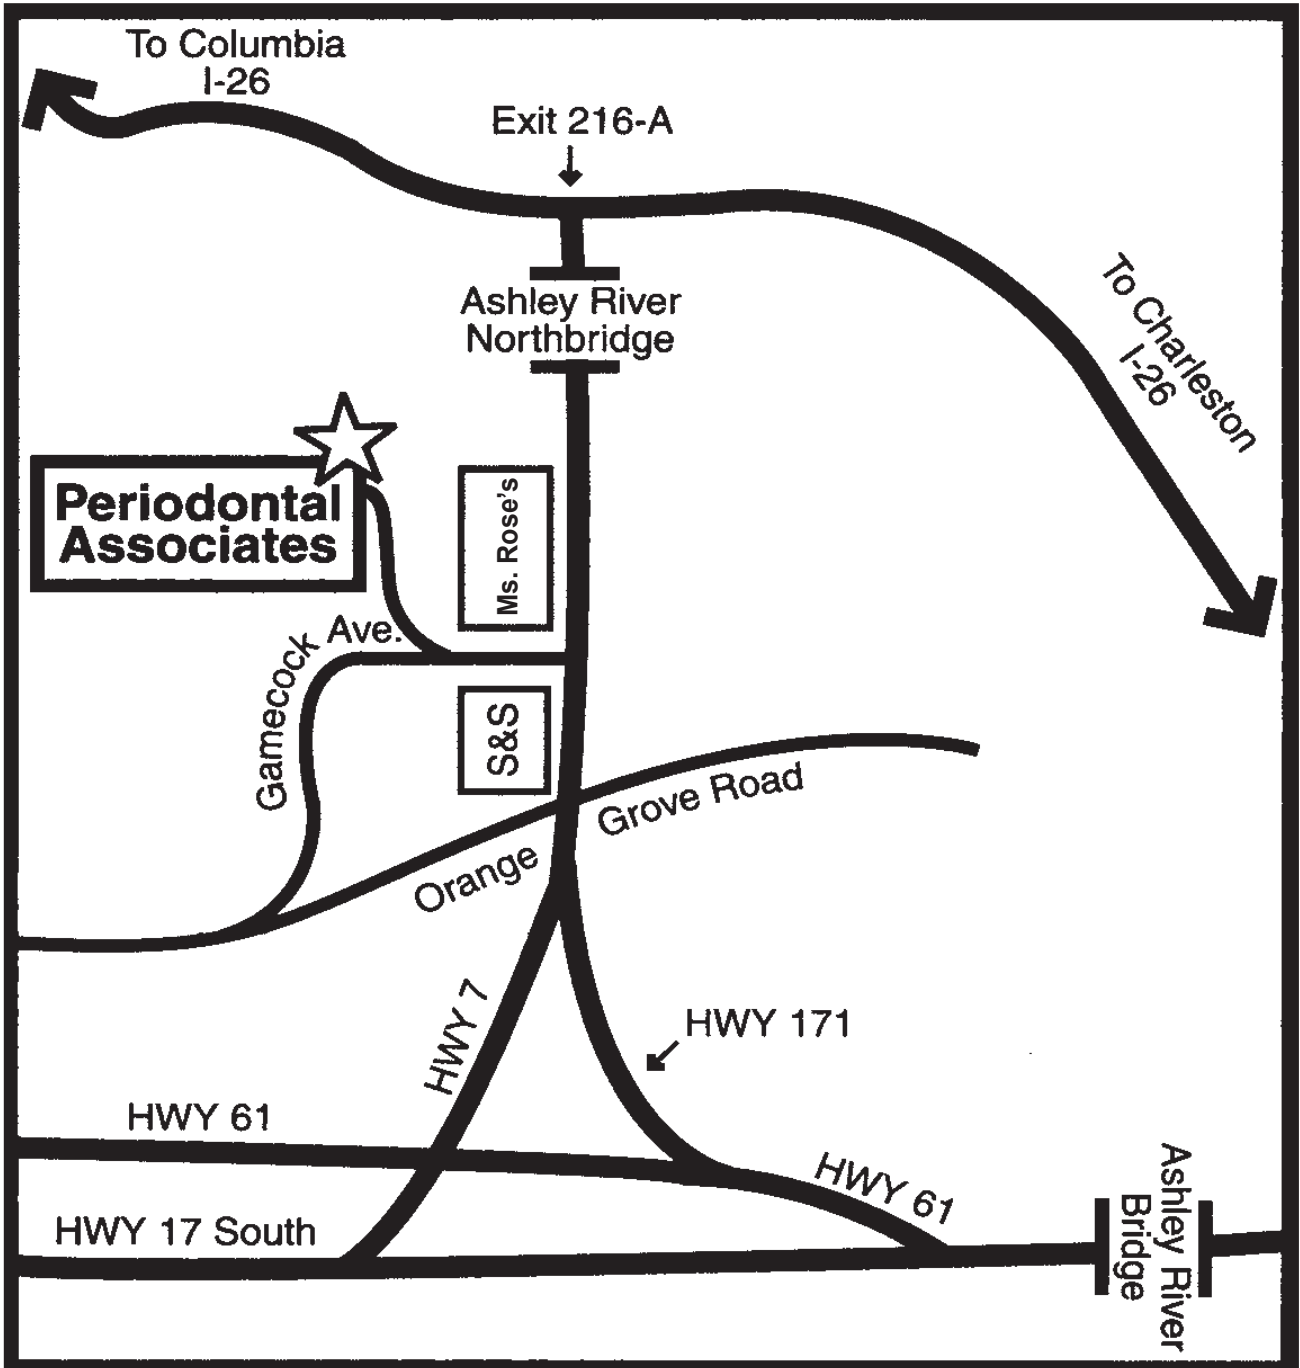 To Columbia
I-26
Exit 216-A
Ashley River
Northbridge
To Charleston
I-26
Periodontal
Associates
Ms. Rose's
Gamecock Ave.
S&S
Orange Grove Road
HWY 7
HWY 171
HWY 61
HWY 61
HWY 17 South
Ashley River
Bridge